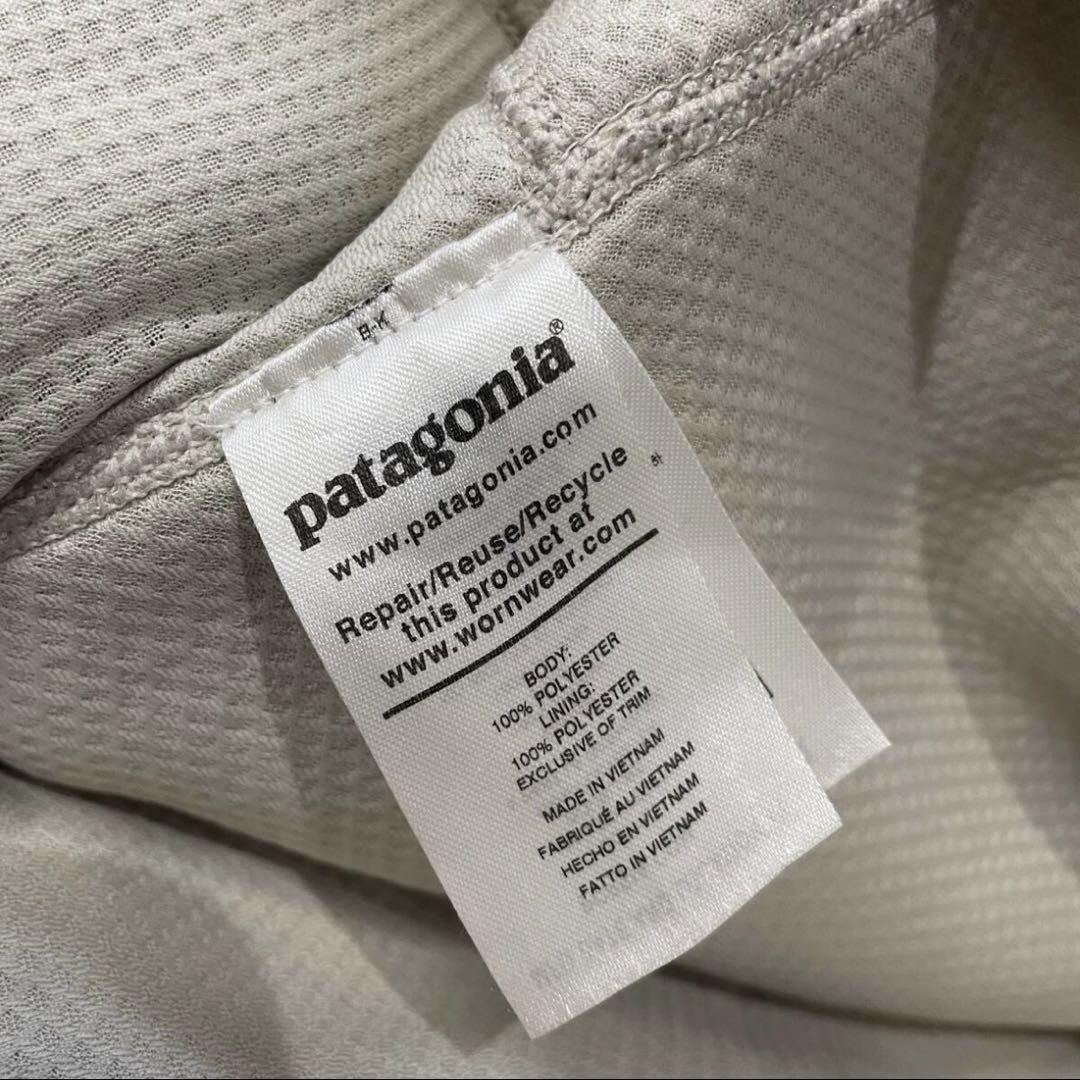 B-K
patagonia®
www.patagonia.com
Repair/Reuse/Recycle
this product at
www.wornwear.com
BODY:
100% POLYESTER
LINING:
100% POLYESTER
EXCLUSIVE OF TRIM
MADE IN VIETNAM
FABRIQUÉ AU VIETNAM
HECHO EN VIETNAM
FATTO IN VIETNAM